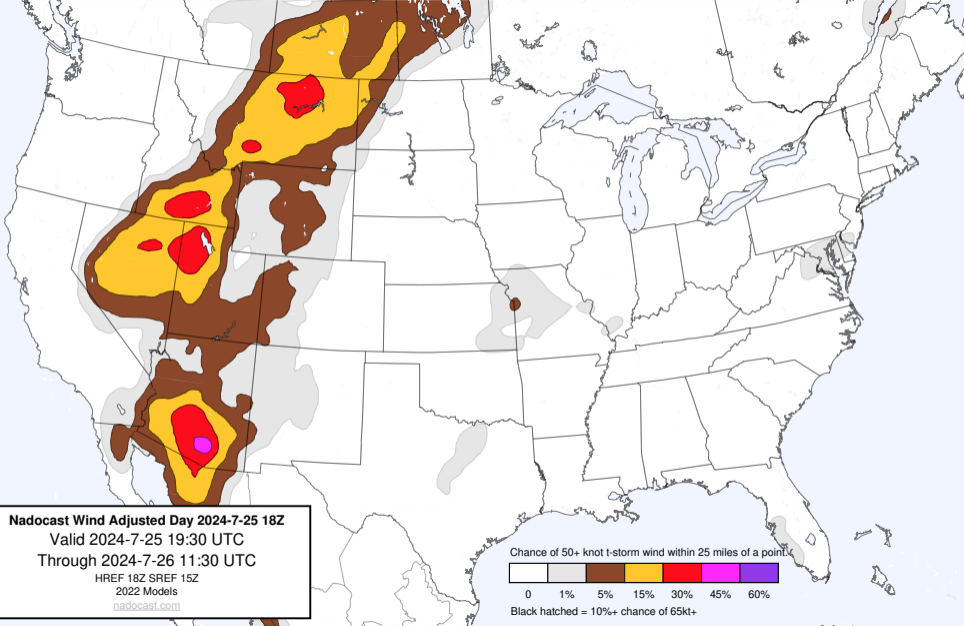 Nadocast Wind Adjusted Day 2024-7-25 18Z
Valid 2024-7-25 19:30 UTC
Through 2024-7-26 11:30 UTC
HREF 18Z SREF 15Z
2022 Models
nadocast.com
Chance of 50+ knot t-storm wind within 25 miles of a point.
0 1% 5% 15% 30% 45% 60%
Black hatched = 10%+ chance of 65kt+